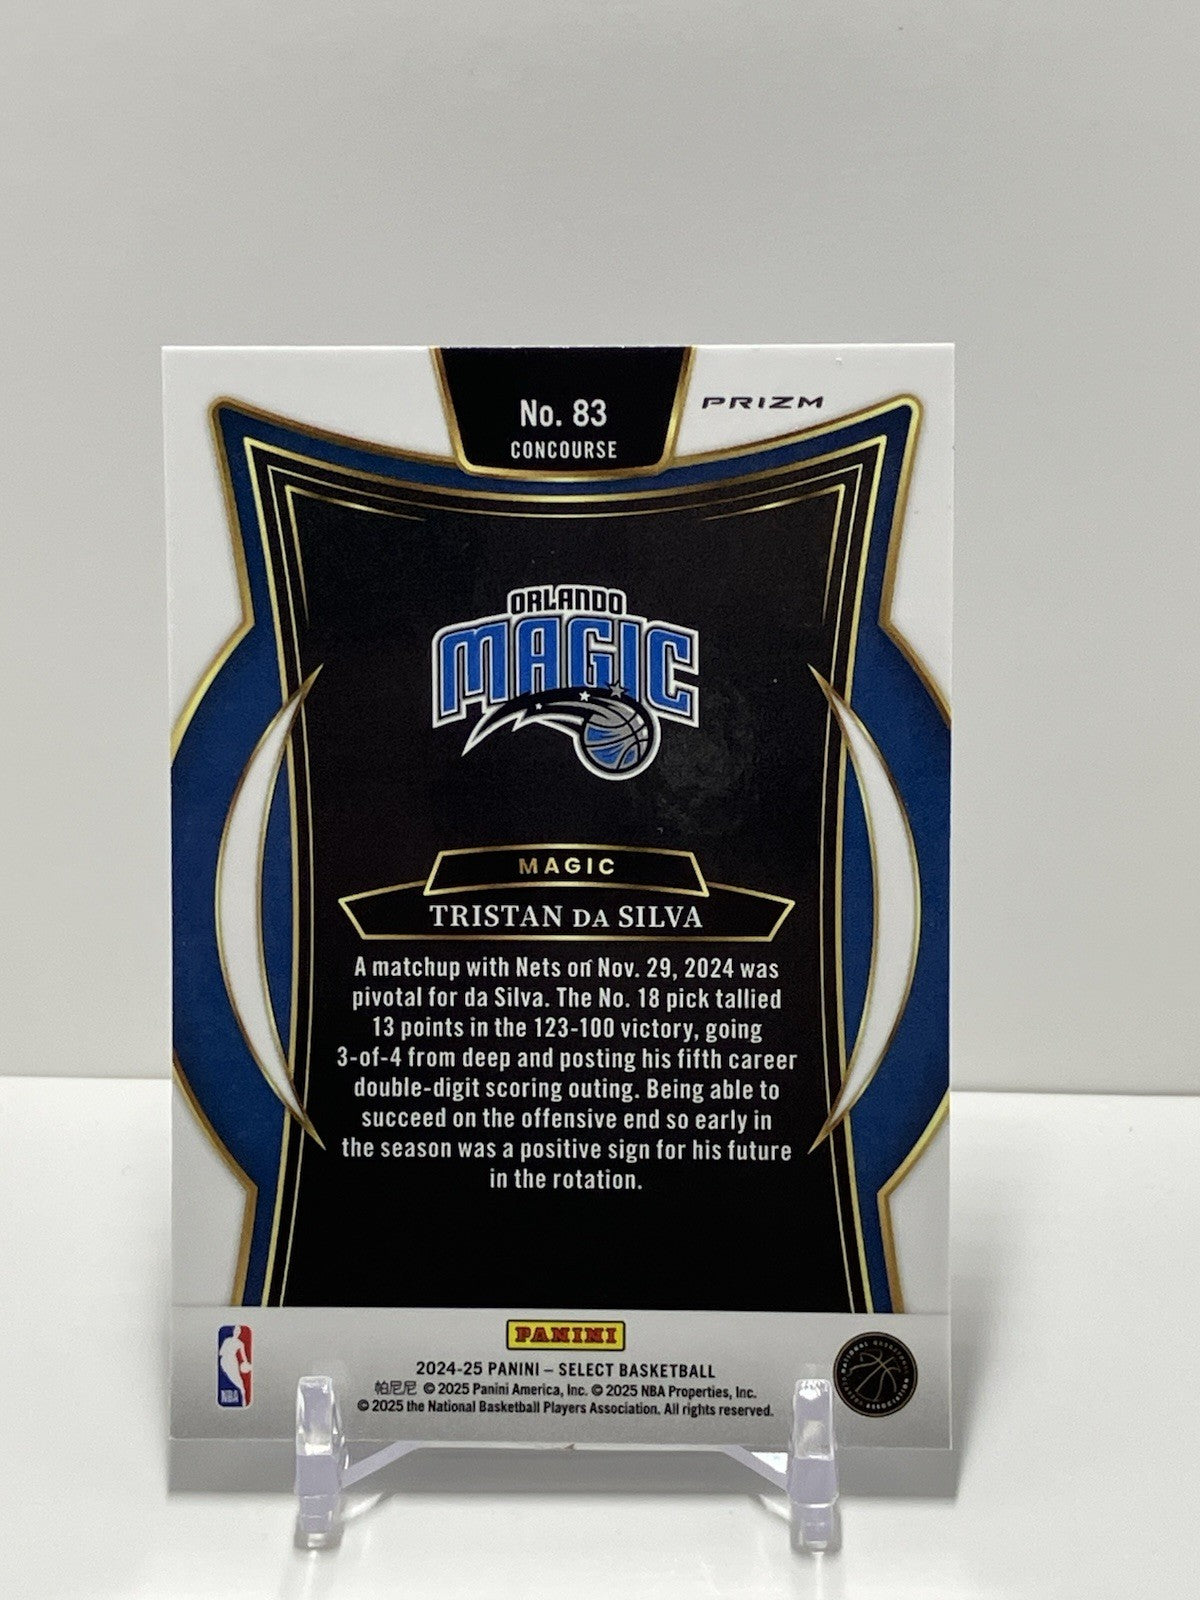 No. 83
CONCOURSE
PRIZM
ORLANDO
MAGIC
MAGIC
TRISTAN DA SILVA
A matchup with Nets on Nov. 29, 2024 was
pivotal for da Silva. The No. 18 pick tallied
13 points in the 123-100 victory, going
3-of-4 from deep and posting his fifth career
double-digit scoring outing. Being able to
succeed on the offensive end so early in
the season was a positive sign for his future
in the rotation.
PANINI
2024-25 PANINI – SELECT BASKETBALL
帕尼尼 © 2025 Panini America, Inc. © 2025 NBA Properties, Inc.
© 2025 the National Basketball Players Association. All rights reserved.
NBA
NATIONAL BASKETBALL
PLAYERS ASSOCIATION